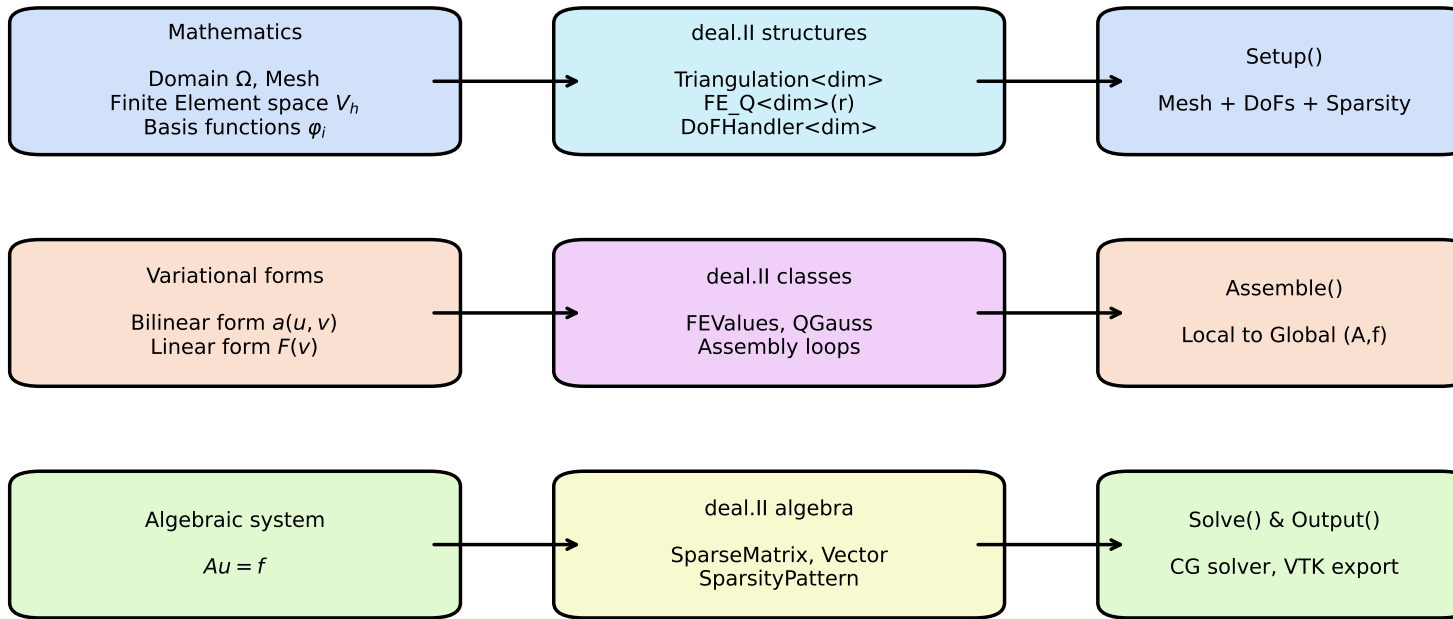 Mathematics
Domain Ω, Mesh
Finite Element space V_h
Basis functions φ_i
deal.II structures
Triangulation<dim>
FE_Q<dim>(r)
DoFHandler<dim>
Setup()
Mesh + DoFs + Sparsity
Variational forms
Bilinear form a(u, v)
Linear form F(v)
deal.II classes
FEValues, QGauss
Assembly loops
Assemble()
Local to Global (A,f)
Algebraic system
Au = f
deal.II algebra
SparseMatrix, Vector
SparsityPattern
Solve() & Output()
CG solver, VTK export